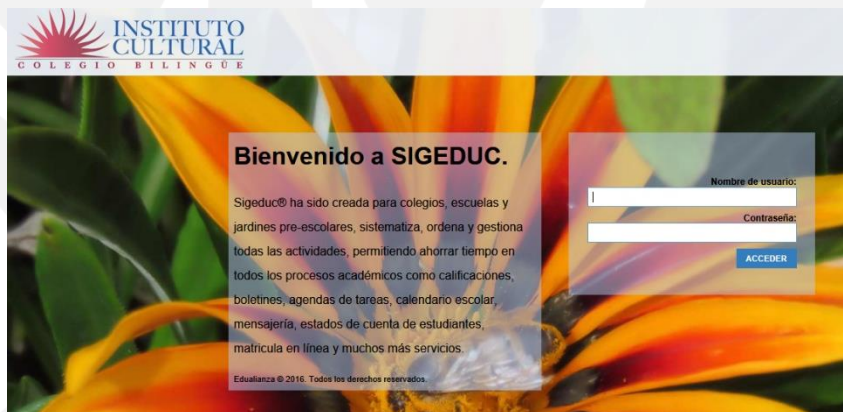 INSTITUTO
CULTURAL
COLEGIO BILINGÜE
Bienvenido a SIGEDUC.
Sigeduc® ha sido creada para colegios, escuelas y
jardines pre-escolares, sistematiza, ordena y gestiona
todas las actividades, permitiendo ahorrar tiempo en
todos los procesos académicos como calificaciones,
boletines, agendas de tareas, calendario escolar,
mensajería, estados de cuenta de estudiantes,
matricula en línea y muchos más servicios.
Edualianza © 2016. Todos los derechos reservados.
Nombre de usuario:
Contraseña:
ACCEDER